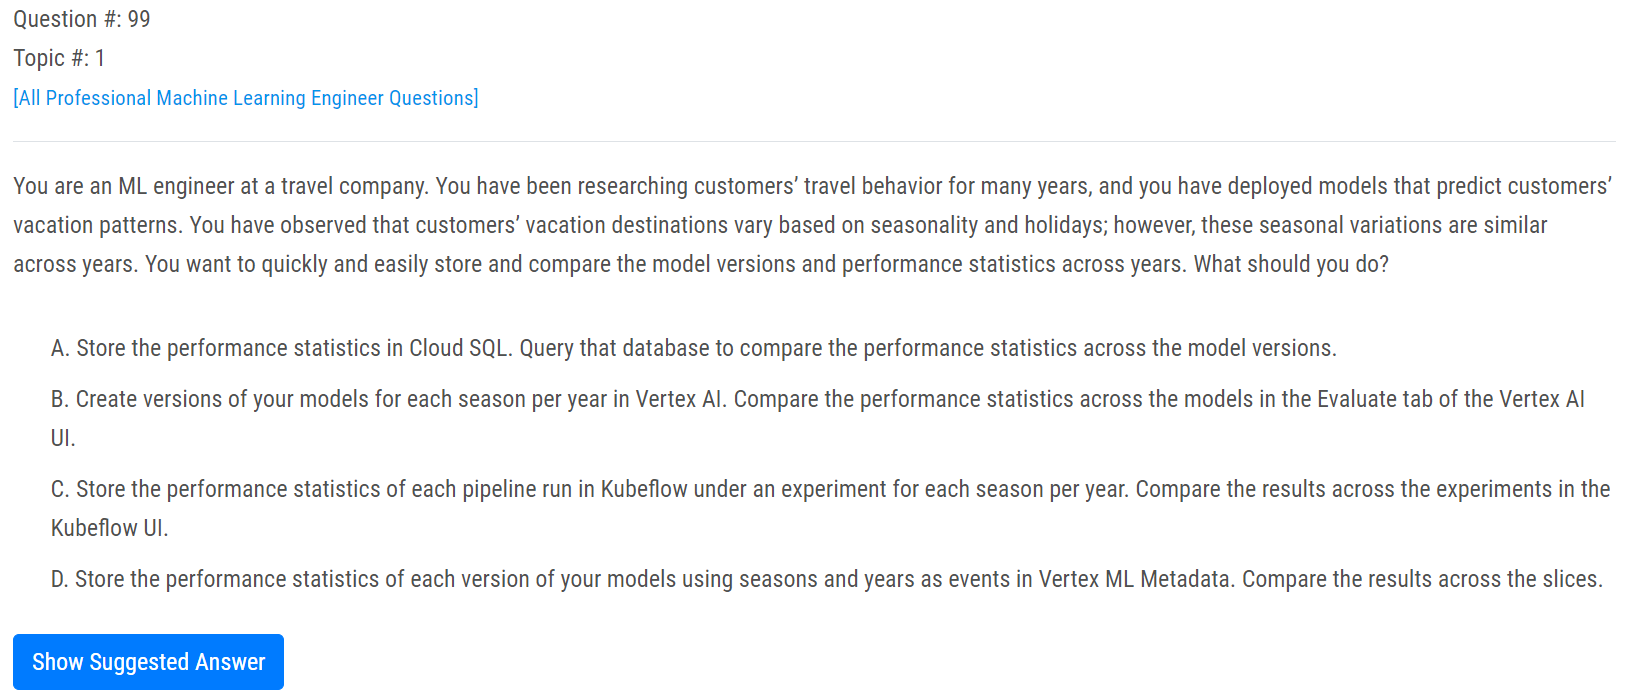 Question #: 99
Topic #: 1
[All Professional Machine Learning Engineer Questions]
You are an ML engineer at a travel company. You have been researching customers’ travel behavior for many years, and you have deployed models that predict customers’
vacation patterns. You have observed that customers’ vacation destinations vary based on seasonality and holidays; however, these seasonal variations are similar
across years. You want to quickly and easily store and compare the model versions and performance statistics across years. What should you do?
A. Store the performance statistics in Cloud SQL. Query that database to compare the performance statistics across the model versions.
B. Create versions of your models for each season per year in Vertex AI. Compare the performance statistics across the models in the Evaluate tab of the Vertex AI
UI.
C. Store the performance statistics of each pipeline run in Kubeflow under an experiment for each season per year. Compare the results across the experiments in the
Kubeflow UI.
D. Store the performance statistics of each version of your models using seasons and years as events in Vertex ML Metadata. Compare the results across the slices.
Show Suggested Answer